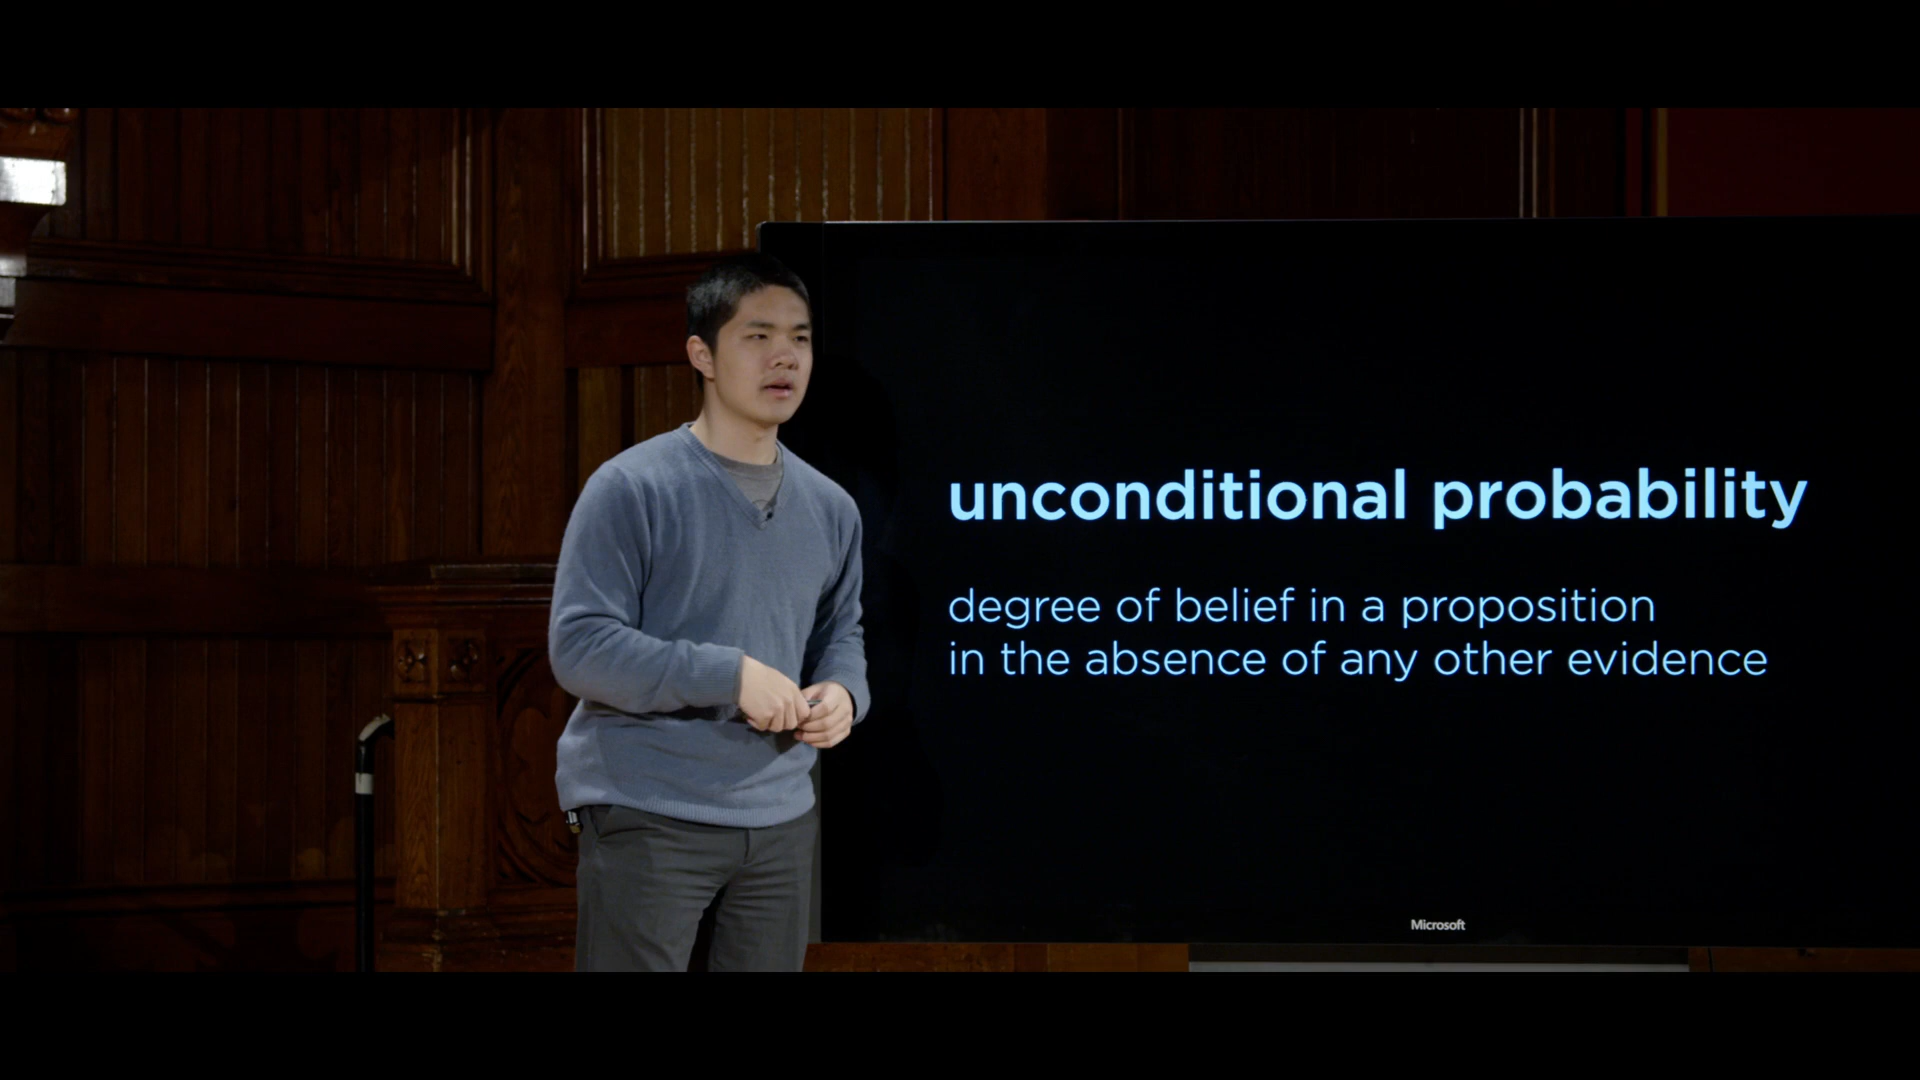 unconditional probability
degree of belief in a proposition
in the absence of any other evidence
Microsoft